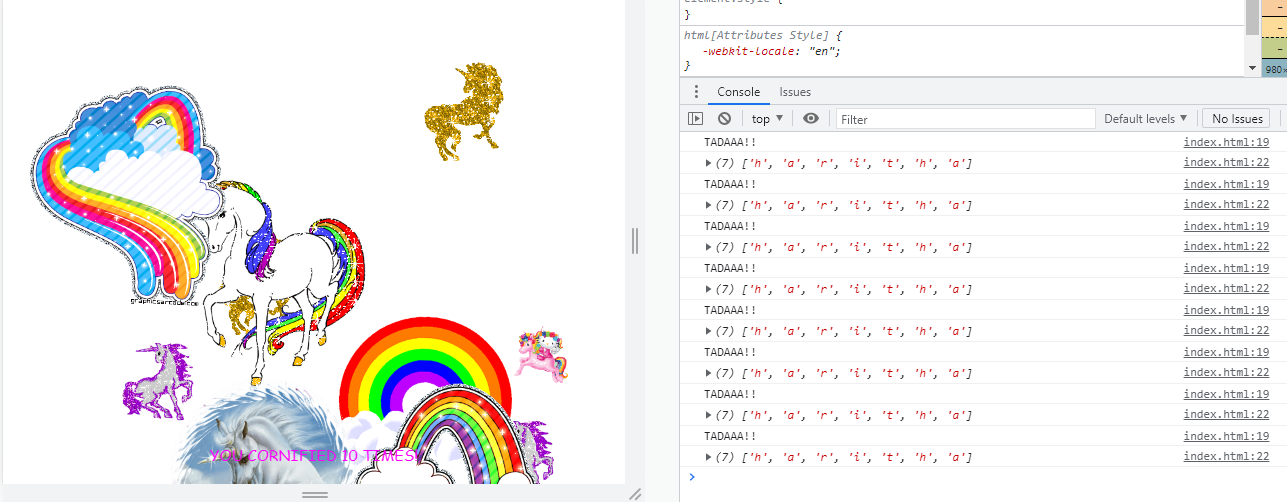 graphicsarcade.com
YOU CORNIFIED 10 TIMES!
}
html[Attributes Style] {
-webkit-locale: "en";
}
980×
Console Issues
top Filter Default levels No Issues
TADAAA!! index.html:19
(7) ['h', 'a', 'r', 'i', 't', 'h', 'a'] index.html:22
TADAAA!! index.html:19
(7) ['h', 'a', 'r', 'i', 't', 'h', 'a'] index.html:22
TADAAA!! index.html:19
(7) ['h', 'a', 'r', 'i', 't', 'h', 'a'] index.html:22
TADAAA!! index.html:19
(7) ['h', 'a', 'r', 'i', 't', 'h', 'a'] index.html:22
TADAAA!! index.html:19
(7) ['h', 'a', 'r', 'i', 't', 'h', 'a'] index.html:22
TADAAA!! index.html:19
(7) ['h', 'a', 'r', 'i', 't', 'h', 'a'] index.html:22
TADAAA!! index.html:19
(7) ['h', 'a', 'r', 'i', 't', 'h', 'a'] index.html:22
TADAAA!! index.html:19
(7) ['h', 'a', 'r', 'i', 't', 'h', 'a'] index.html:22